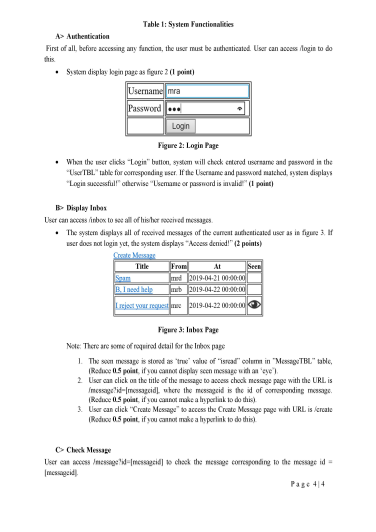 Table 1: System Functionalities
A> Authentication
First of all, before accessing any function, the user must be authenticated. User can access /login to do
this.
• System display login page as figure 2 (1 point)
Username mra
Password •••
Login
Figure 2: Login Page
• When the user clicks “Login” button, system will check entered username and password in the
“UserTBL” table for corresponding user. If the Username and password matched, system displays
“Login successful!” otherwise “Username or password is invalid!” (1 point)
B> Display Inbox
User can access /inbox to see all of his/her received messages.
• The system displays all of received messages of the current authenticated user as in figure 3. If
user does not login yet, the system displays “Access denied!” (2 points)
Create Message
Title From At Seen
Spam mrd 2019-04-21 00:00:00
B, I need help mrb 2019-04-22 00:00:00
I reject your request mrc 2019-04-22 00:00:00
Figure 3: Inbox Page
Note: There are some of required detail for the Inbox page
1. The seen message is stored as ‘true’ value of “isread” column in "MessageTBL" table,
(Reduce 0.5 point, if you cannot display seen message with an ‘eye’).
2. User can click on the title of the message to access check message page with the URL is
/message?id=[messageid], where the messageid is the id of corresponding message.
(Reduce 0.5 point, if you cannot make a hyperlink to do this).
3. User can click “Create Message” to access the Create Message page with URL is /create
(Reduce 0.5 point, if you cannot make a hyperlink to do this).
C> Check Message
User can access /message?id=[messageid] to check the message corresponding to the message id =
[messageid].
Page 4|4